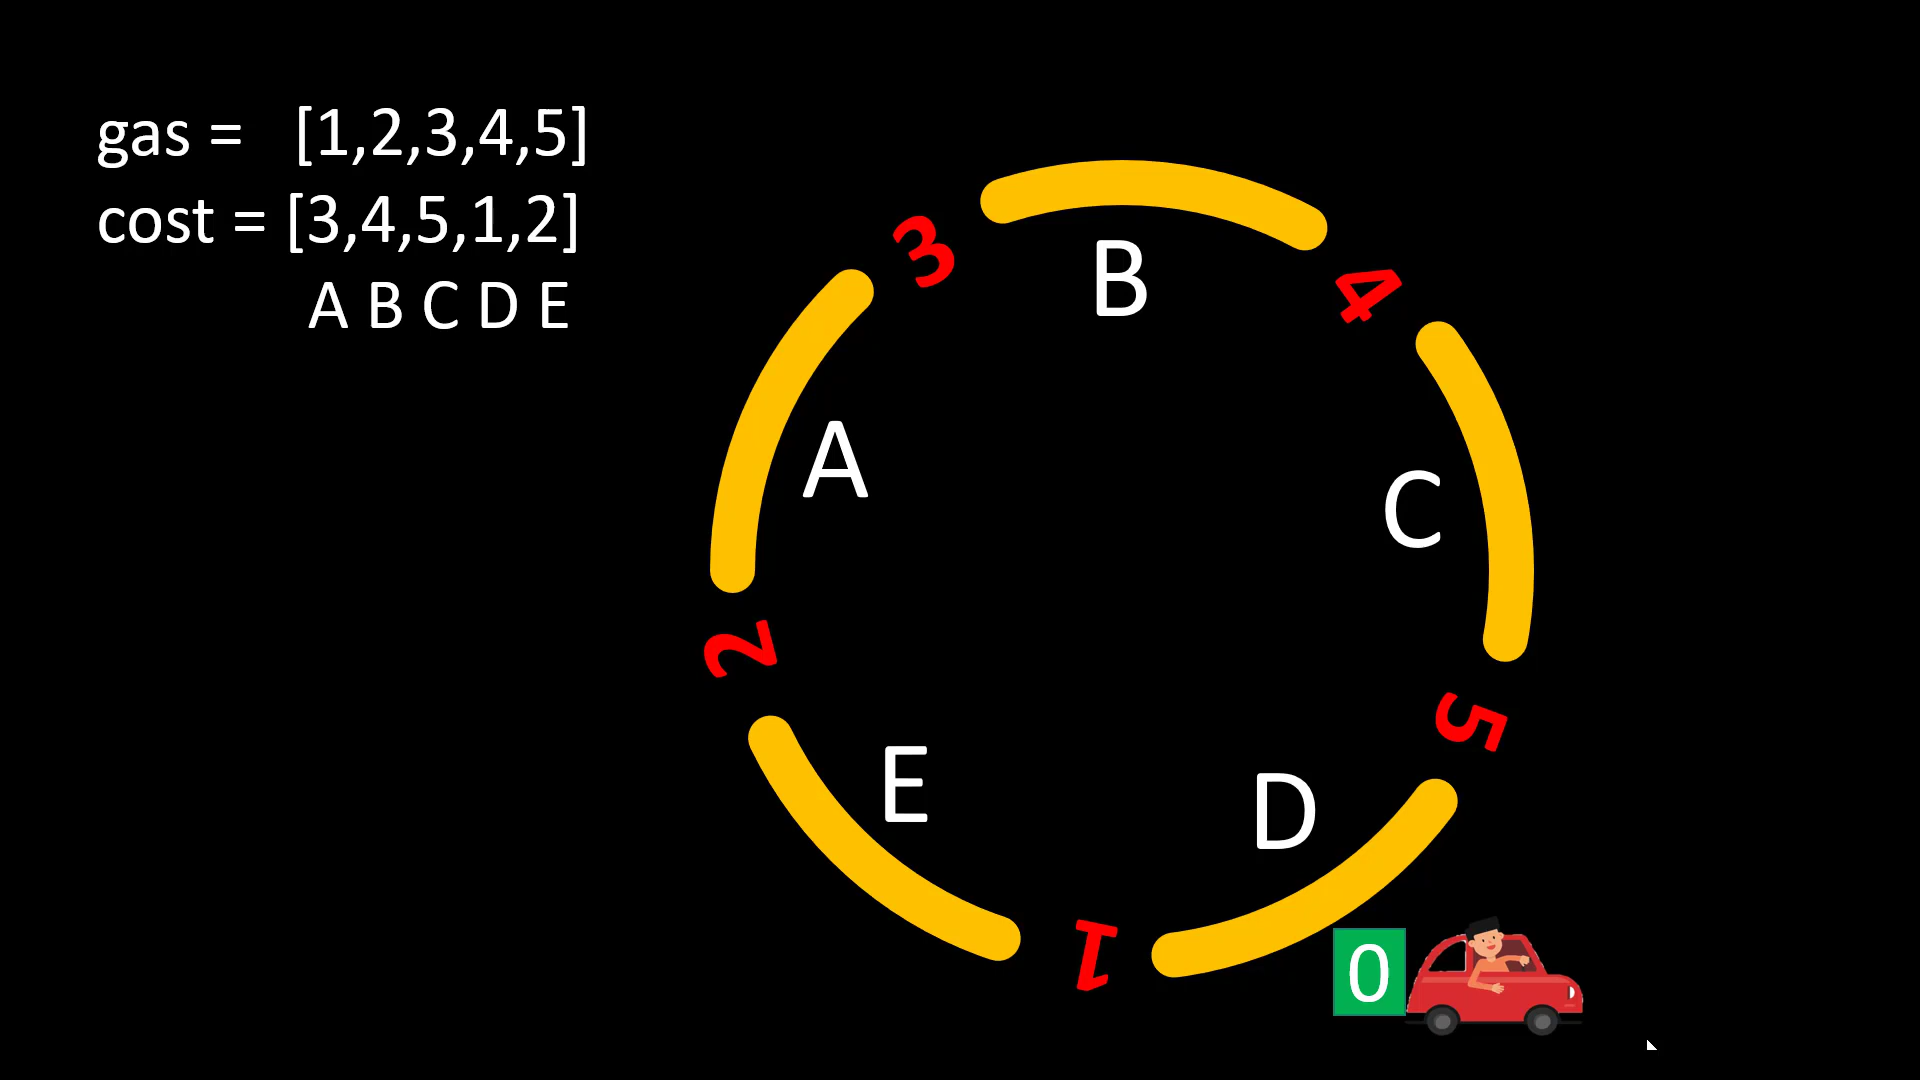 gas = [1,2,3,4,5]
cost = [3,4,5,1,2]
A B C D E
3
B
4
A
C
2
5
E
D
1
0